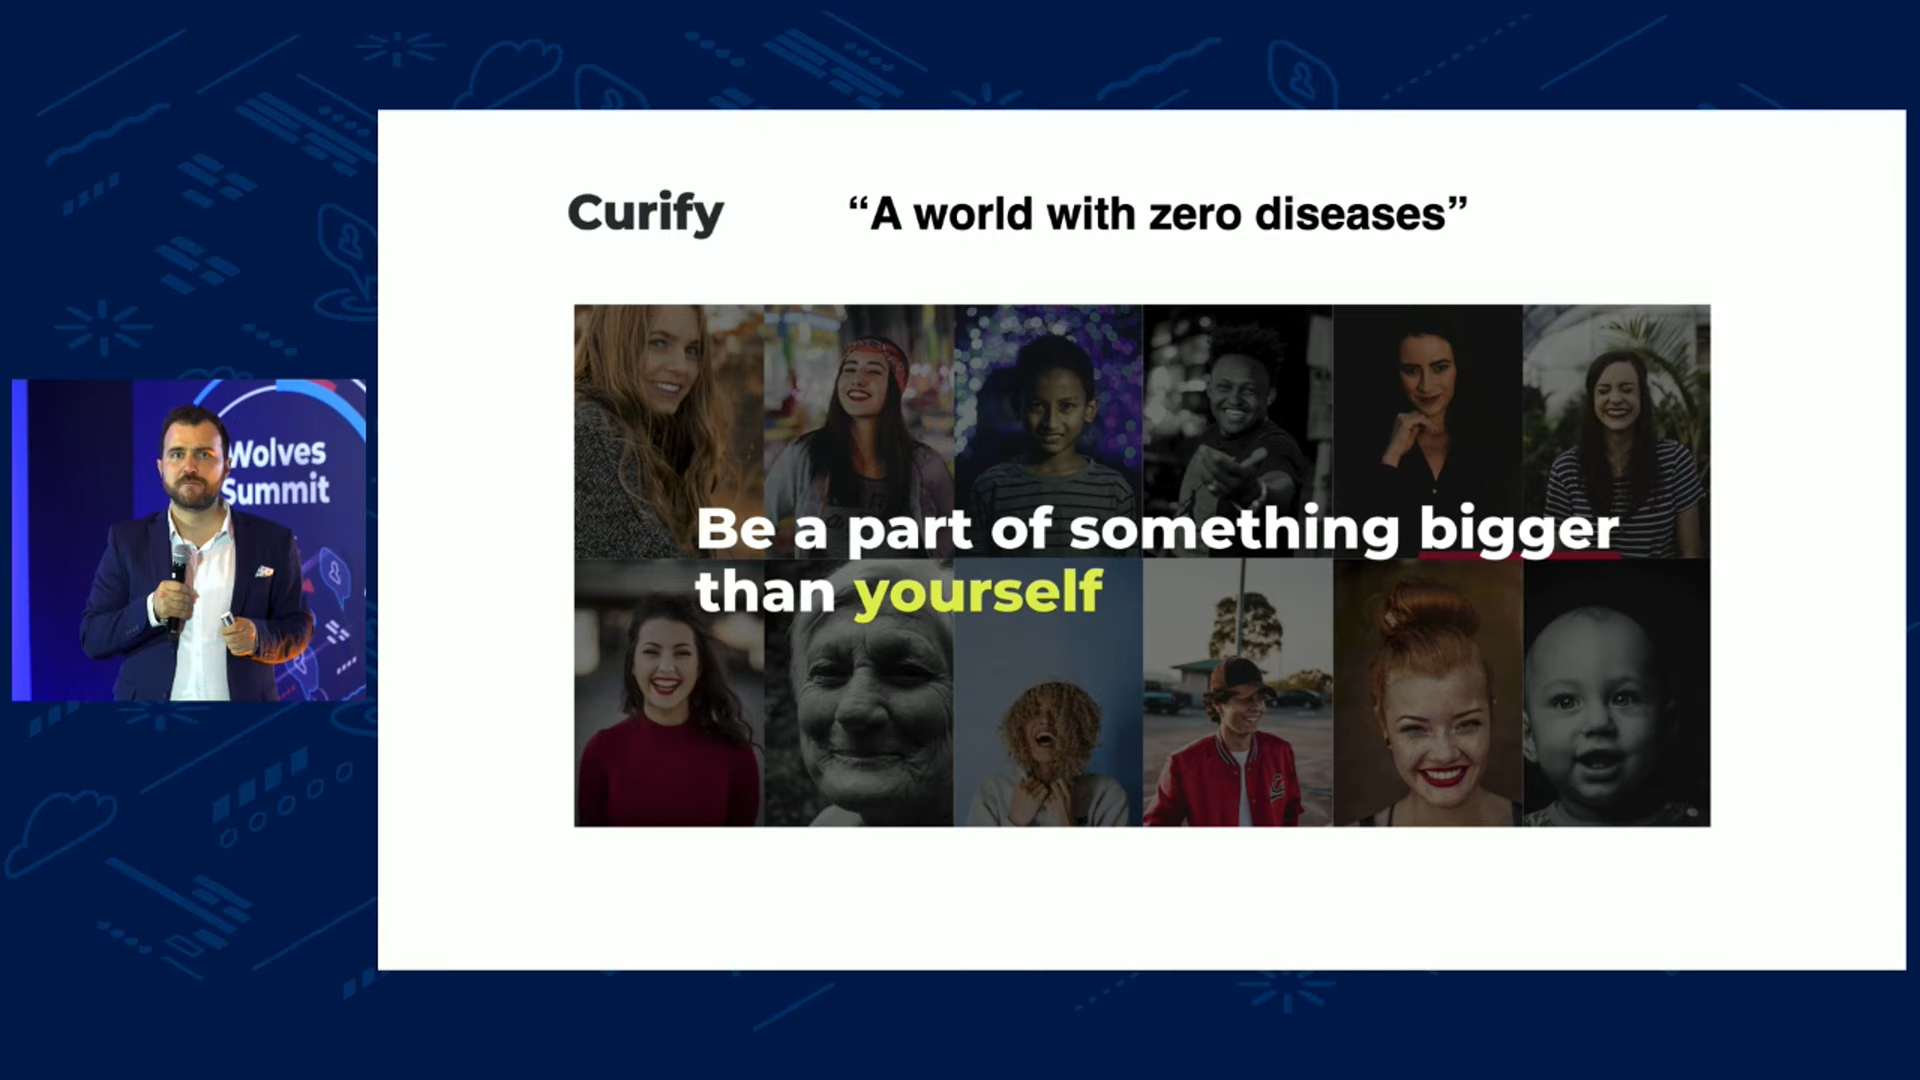 Curify
“A world with zero diseases”
Be a part of something bigger
than yourself
Wolves
Summit